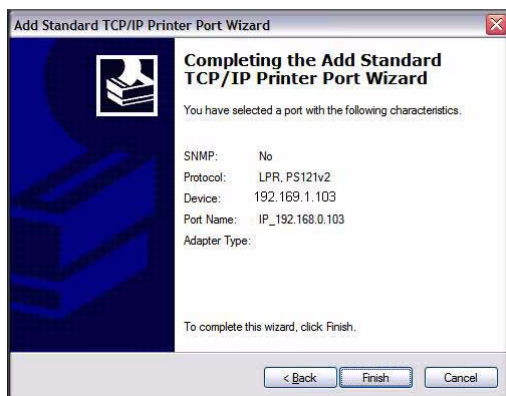 Add Standard TCP/IP Printer Port Wizard
Completing the Add Standard
TCP/IP Printer Port Wizard
You have selected a port with the following characteristics.
SNMP: No
Protocol: LPR, PS121v2
Device: 192.169.1.103
Port Name: IP_192.168.0.103
Adapter Type:
To complete this wizard, click Finish.
< Back Finish Cancel